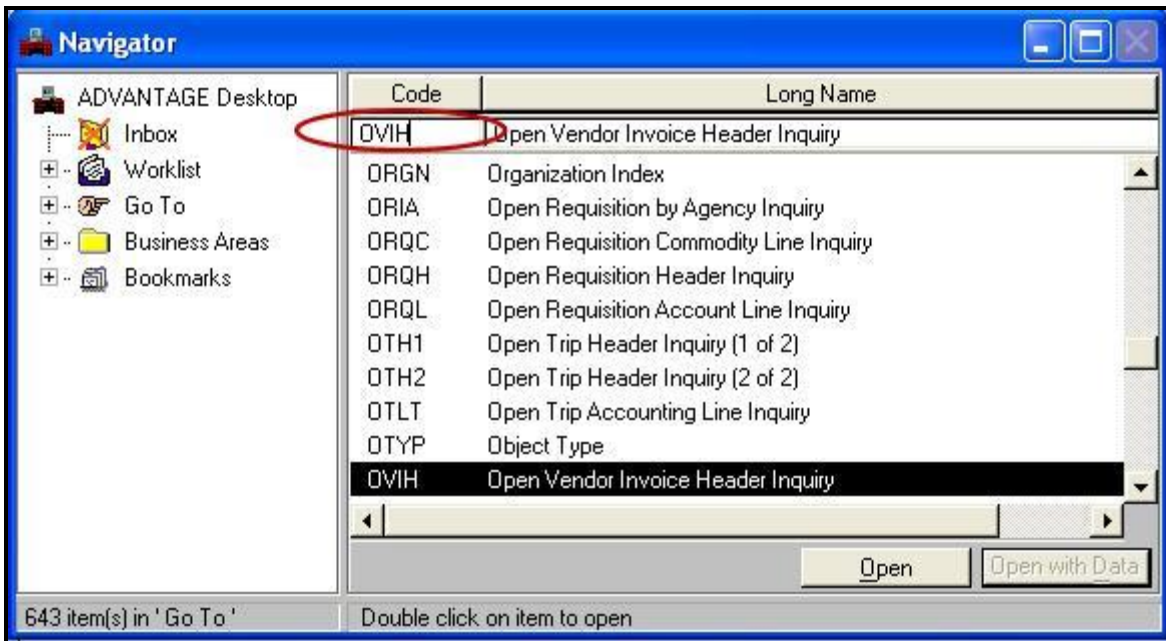 Navigator
ADVANTAGE Desktop
Inbox
Worklist
Go To
Business Areas
Bookmarks
Code Long Name
OVIH Open Vendor Invoice Header Inquiry
ORGN Organization Index
ORIA Open Requisition by Agency Inquiry
ORQC Open Requisition Commodity Line Inquiry
ORQH Open Requisition Header Inquiry
ORQL Open Requisition Account Line Inquiry
OTH1 Open Trip Header Inquiry (1 of 2)
OTH2 Open Trip Header Inquiry (2 of 2)
OTLT Open Trip Accounting Line Inquiry
OTYP Object Type
OVIH Open Vendor Invoice Header Inquiry
Open Open with Data
643 item(s) in ' Go To ' Double click on item to open